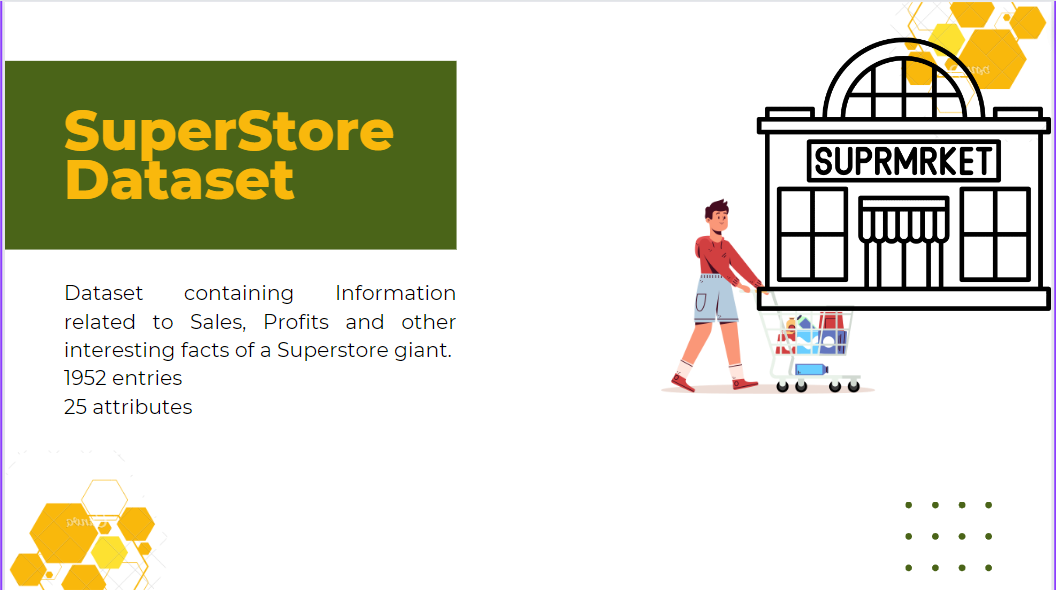 SuperStore
Dataset
SUPRMRKET
Dataset containing Information
related to Sales, Profits and other
interesting facts of a Superstore giant.
1952 entries
25 attributes